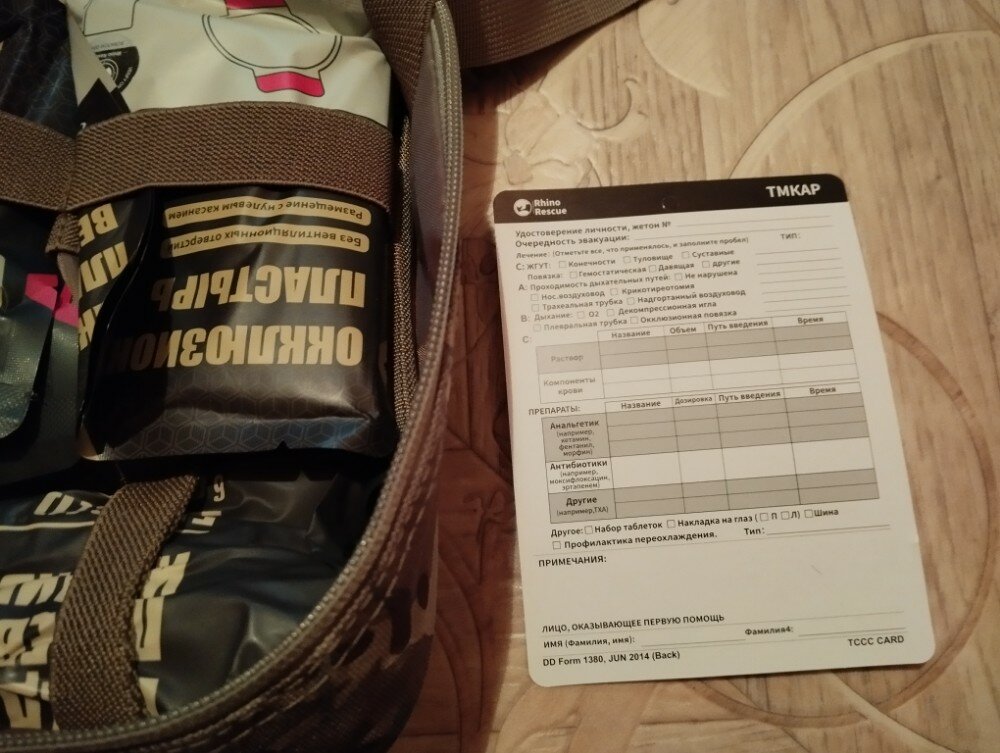 Размещение с нулевым касанием
Без вентиляционных отверстий
ПЛАСТЫРЬ
ОККЛЮЗИОН
Rhino
Rescue
ТМКАР
Удостоверение личности, жетон №
Очередность эвакуации:
ТИП:
Лечение: (Отметьте все, что применялось, и заполните пробел)
С: ЖГУТ: Конечности Туловище Суставные
Повязка: Гемостатическая Давящая другие
А: Проходимость дыхательных путей: Не нарушена
Нос.воздуховод Крикотиреотомия
Трахеальная трубка Надгортанный воздуховод
В: Дыхание: О2 Декомпрессионная игла
Плевральная трубка Окклюзионная повязка
С:
Название Объем Путь введения Время
Раствор
Компоненты
крови
ПРЕПАРАТЫ:
Название Дозировка Путь введения Время
Анальгетик
(например,
кетамин,
фентанил,
морфин)
Антибиотики
(например,
моксифлоксацин,
эртапенем)
Другие
(например,ТХА)
Другое: Набор таблеток Накладка на глаз ( П Л) Шина
Профилактика переохлаждения. Тип:
ПРИМЕЧАНИЯ:
ЛИЦО, ОКАЗЫВАЮЩЕЕ ПЕРВУЮ ПОМОЩЬ
ИМЯ (Фамилия, имя): Фамилия4:
DD Form 1380, JUN 2014 (Back)
TCCC CARD